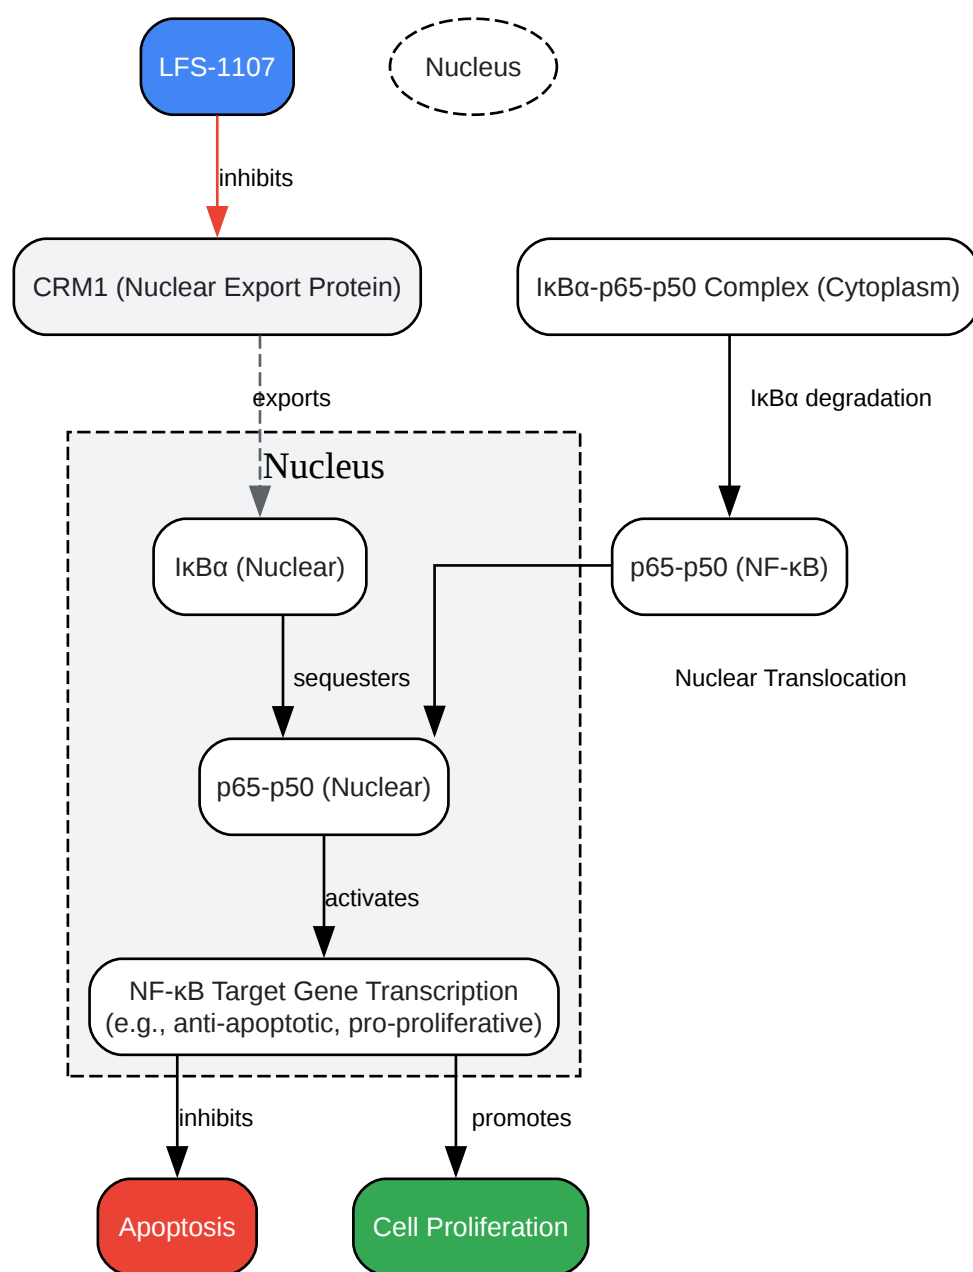 LFS-1107
Nucleus
inhibits
CRM1 (Nuclear Export Protein)
IκBα-p65-p50 Complex (Cytoplasm)
exports
IκBα degradation
Nucleus
IκBα (Nuclear)
p65-p50 (NF-κB)
sequesters
Nuclear Translocation
p65-p50 (Nuclear)
activates
NF-κB Target Gene Transcription
(e.g., anti-apoptotic, pro-proliferative)
inhibits
promotes
Apoptosis
Cell Proliferation